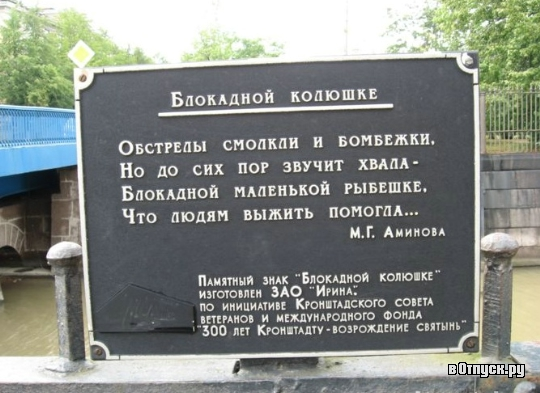 Блокадной колюшке
Обстрелы смолкли и бомбежки,
Но до сих пор звучит хвала-
Блокадной маленькой рыбешке,
Что людям выжить помогла...
М.Г. Аминова
Памятный знак "Блокадной колюшке"
изготовлен ЗАО "Ирина",
по инициативе Кронштадского совета
ветеранов и международного фонда
"300 лет Кронштадту-возрождение святынь"
вОтпуск.ру